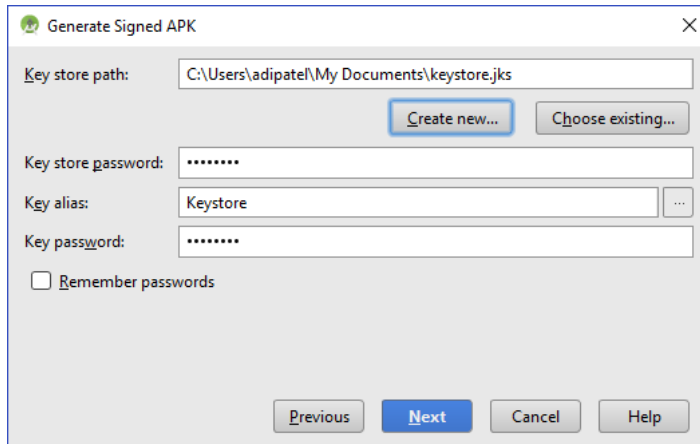 Generate Signed APK
Key store path: C:\Users\adipatel\My Documents\keystore.jks
Create new... Choose existing...
Key store password: ••••••••
Key alias: Keystore ...
Key password: ••••••••
Remember passwords
Previous Next Cancel Help